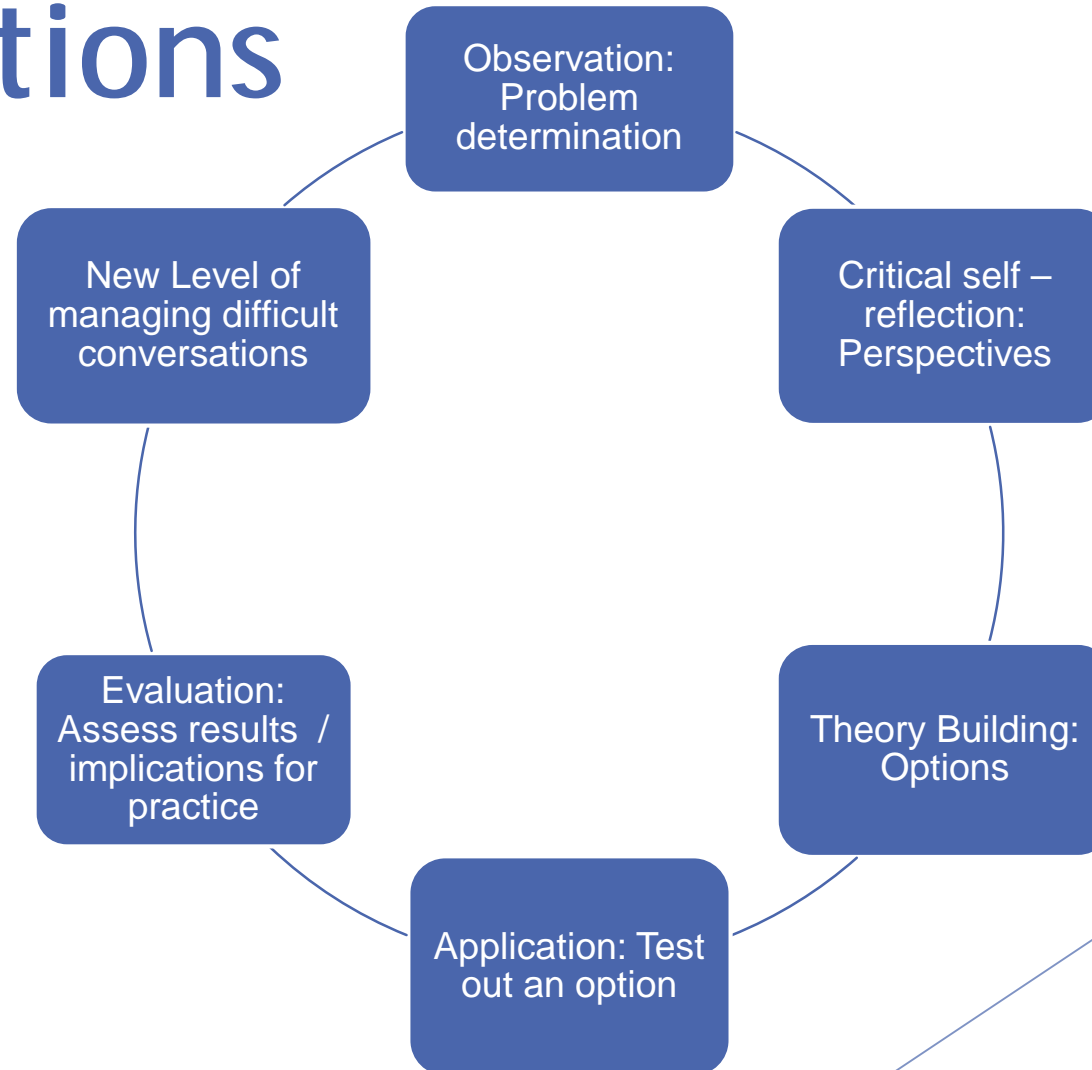 tions
Observation:
Problem
determination
Critical self –
reflection:
Perspectives
Theory Building:
Options
Application: Test
out an option
Evaluation:
Assess results  /
implications for
practice
New Level of
managing difficult
conversations